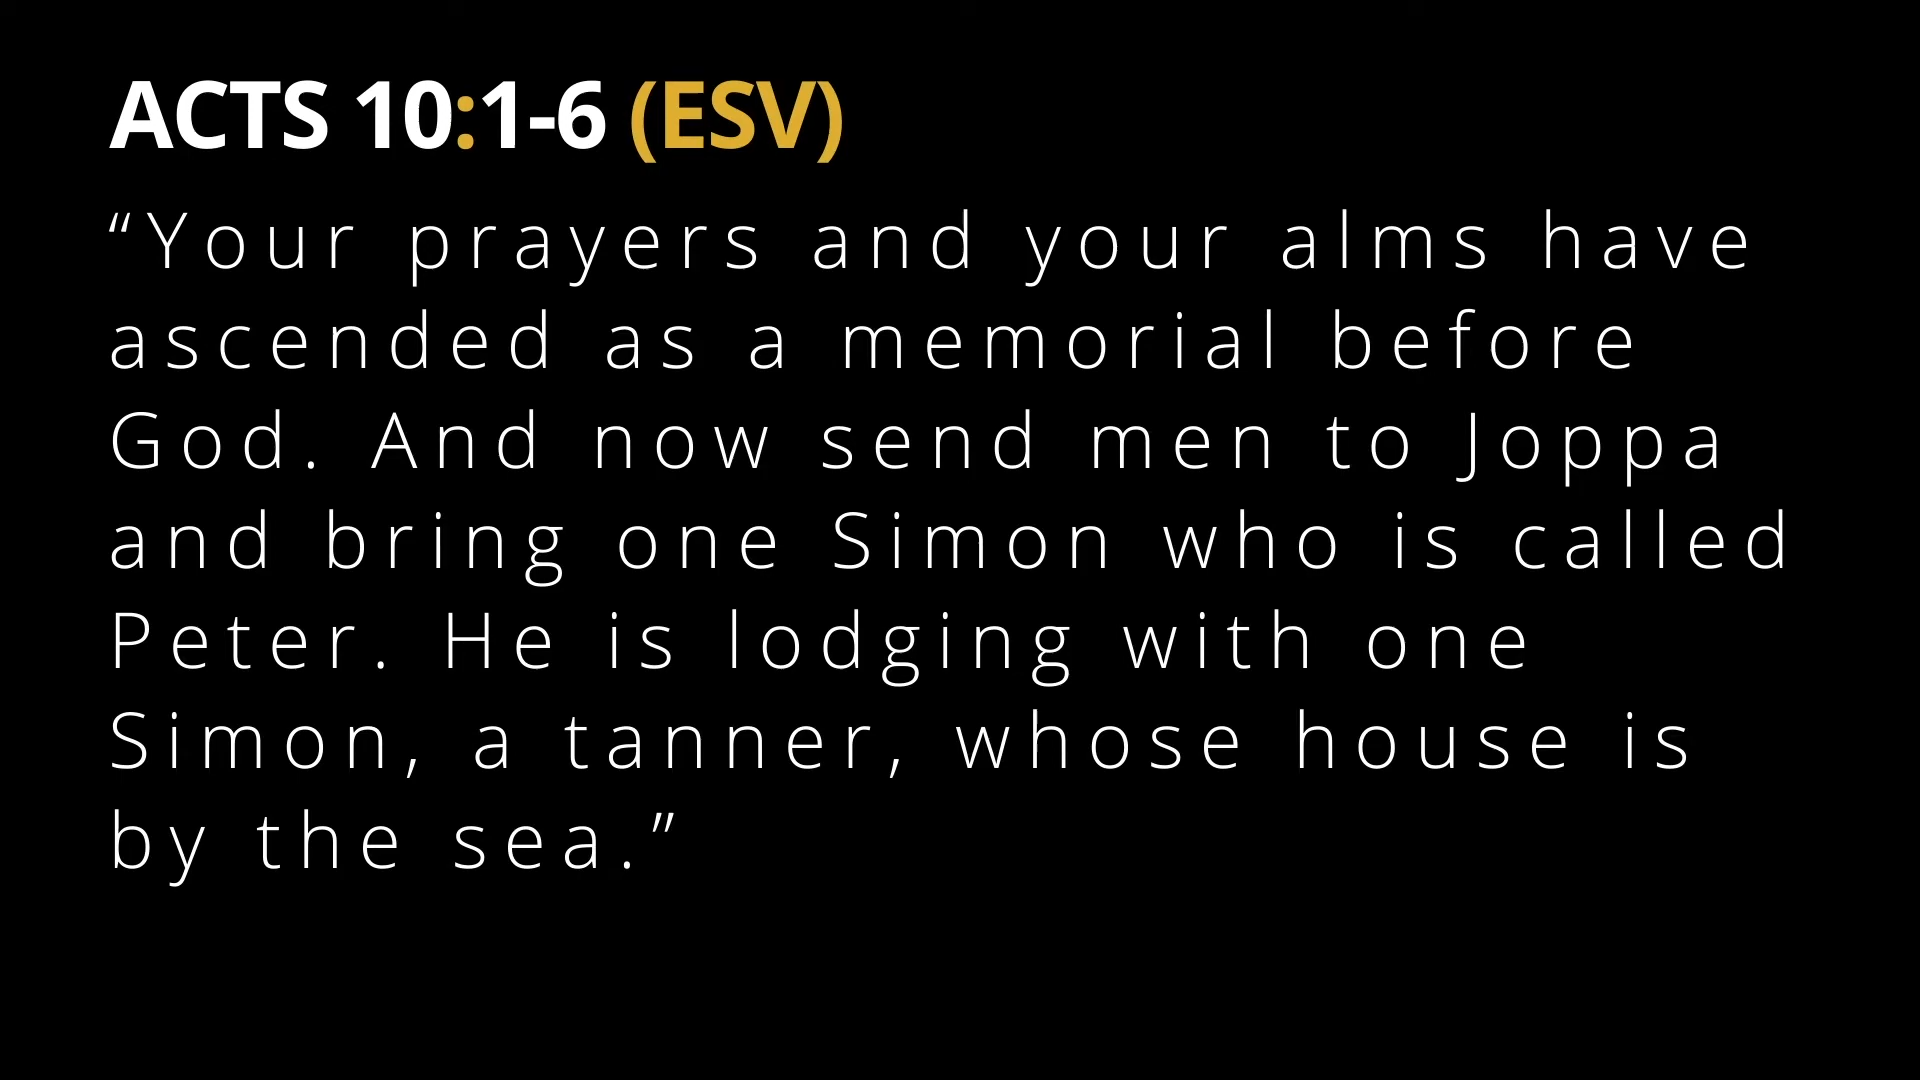 ACTS 10:1-6 (ESV)
“Your prayers and your alms have
ascended as a memorial before
God. And now send men to Joppa
and bring one Simon who is called
Peter. He is lodging with one
Simon, a tanner, whose house is
by the sea.”